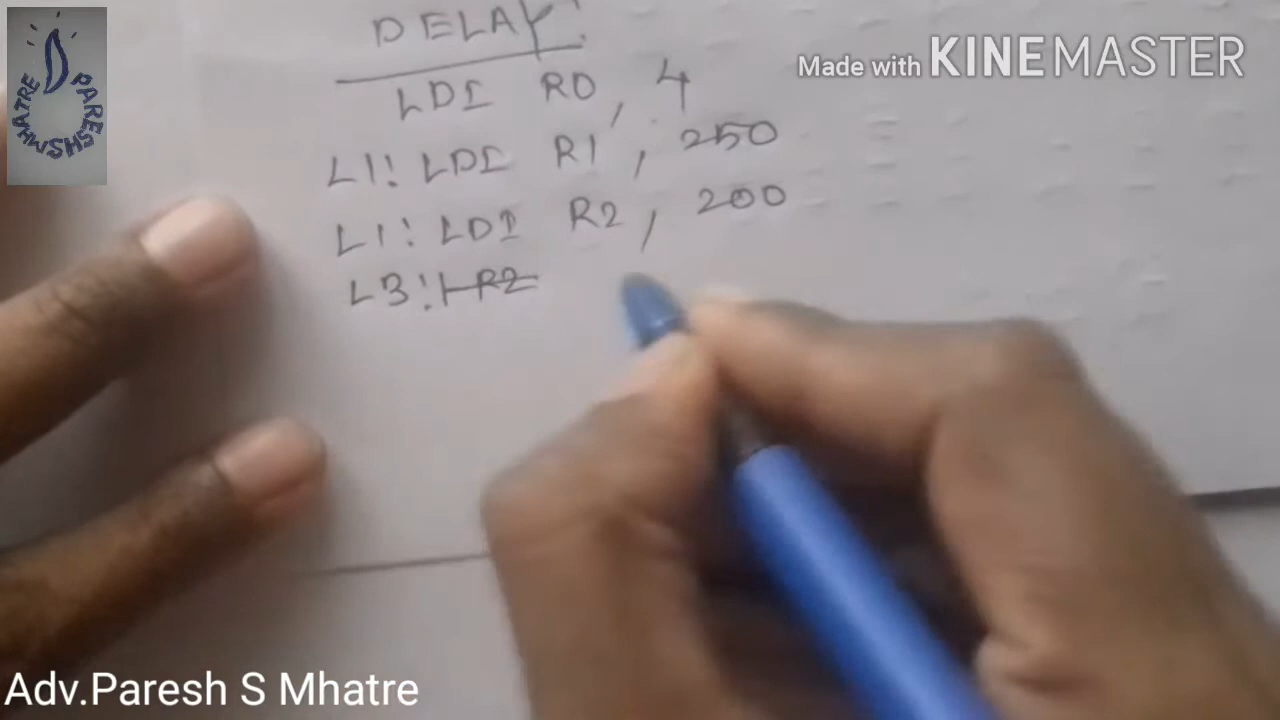 DELAY:
LDI R0, 4
L1: LDI R1, 250
L1: LDI R2, 200
L3: R2
Made with KINEMASTER
PARESHSMHATRE
Adv.Paresh S Mhatre